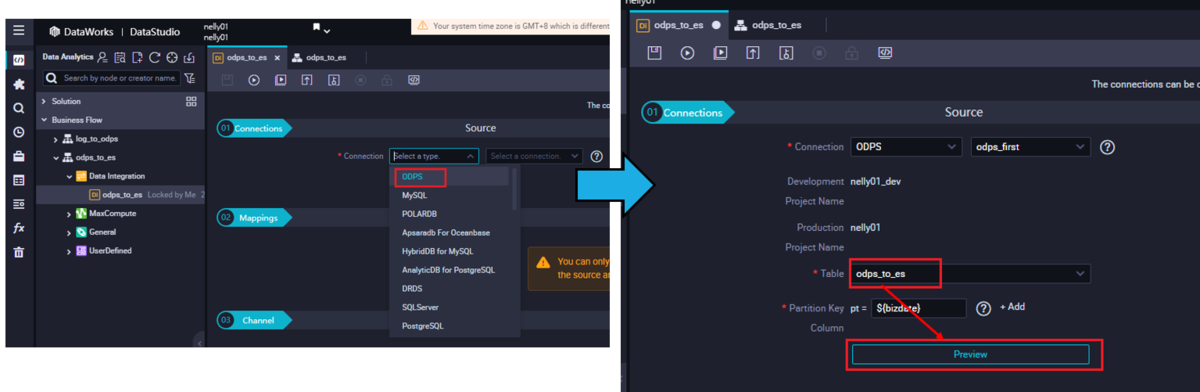 DataWorks | DataStudio
nelly01
nelly01
Your system time zone is GMT+8 which is different
Data Analytics
Search by node or creator name.
Solution
Business Flow
log_to_odps
odps_to_es
Data Integration
Di odps_to_es Locked by Me 2
MaxCompute
General
UserDefined
fx
Di odps_to_es
odps_to_es
The co
01 Connections
Source
* Connection Select a type. Select a connection.
ODPS
MySQL
POLARDB
Apsaradb For Oceanbase
HybridDB for MySQL
AnalyticDB for PostgreSQL
DRDS
SQLServer
PostgreSQL
02 Mappings
You can only
the source an
03 Channel
nelly01
Di odps_to_es
odps_to_es
The connections can be c
01 Connections
Source
* Connection ODPS odps_first
Development nelly01_dev
Project Name
Production nelly01
Project Name
* Table odps_to_es
* Partition Key pt = ${bizdate} + Add
Column
Preview